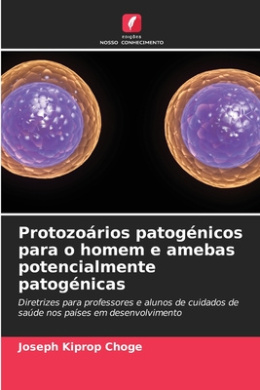 NOSSO CONHECIMENTO
Protozoários patogénicos
para o homem e amebas
potencialmente
patogénicas
Diretrizes para professores e alunos de cuidados de
saúde nos países em desenvolvimento
Joseph Kiprop Choge